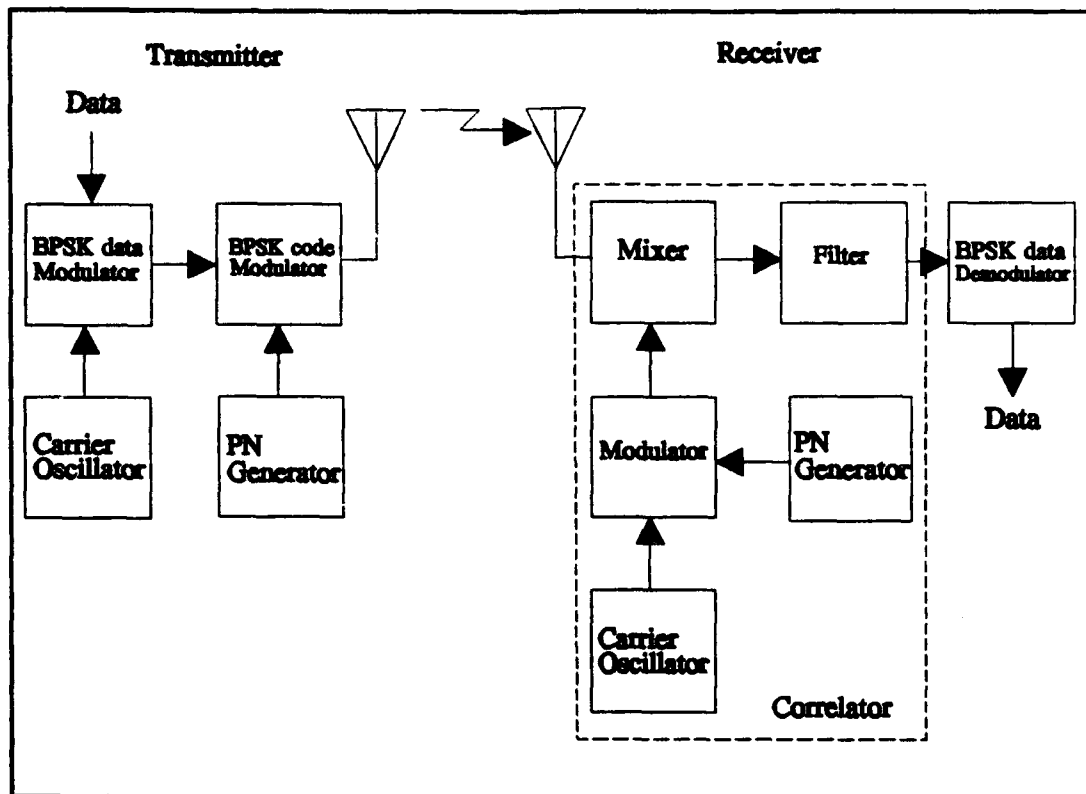 Transmitter
Receiver
Data
BPSK data
Modulator
BPSK code
Modulator
Mixer
Filter
BPSK data
Demodulator
Carrier
Oscillator
PN
Generator
Modulator
PN
Generator
Data
Carrier
Oscillator
Correlator